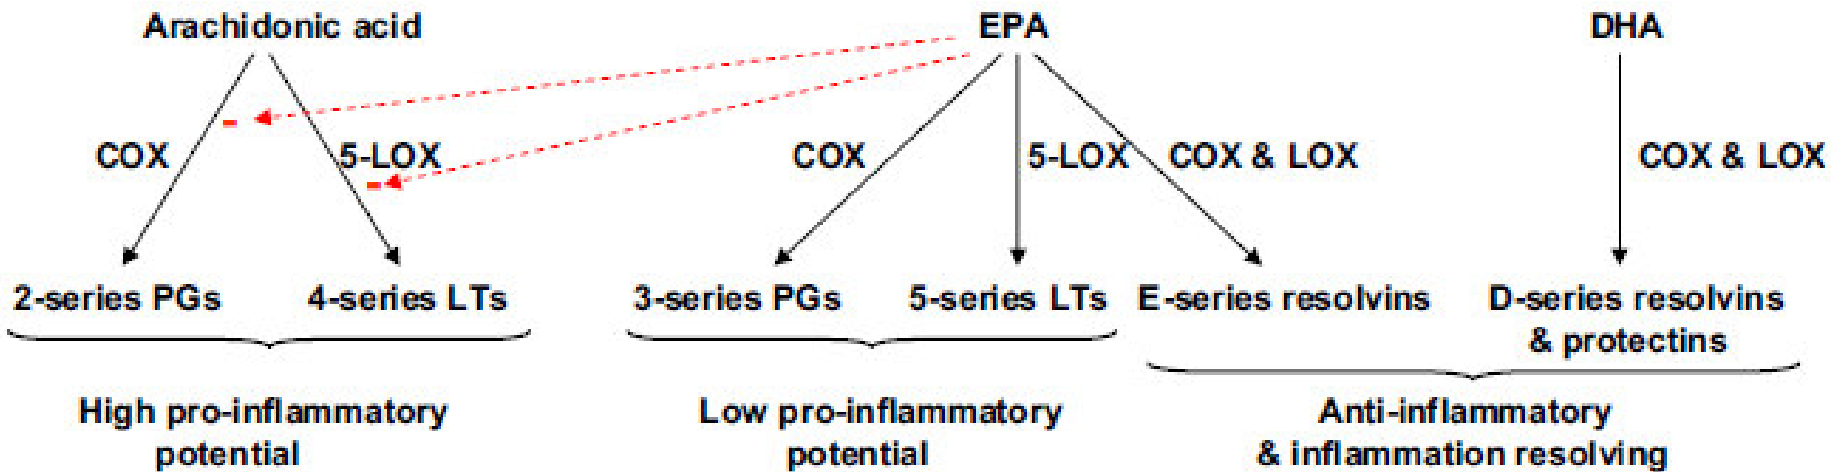 Arachidonic acid
EPA
DHA
COX
5-LOX
COX
5-LOX
COX & LOX
COX & LOX
2-series PGs
4-series LTs
3-series PGs
5-series LTs
E-series resolvins
D-series resolvins
& protectins
High pro-inflammatory
potential
Low pro-inflammatory
potential
Anti-inflammatory
& inflammation resolving